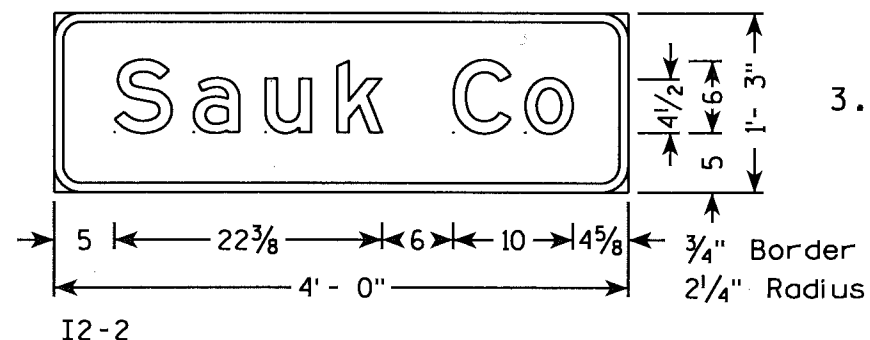 Sauk Co
4½
6
5
1'- 3"
3.
5 22⅜ 6 10 4⅝
¾" Border
4'- 0"
2¼" Radius
I2-2